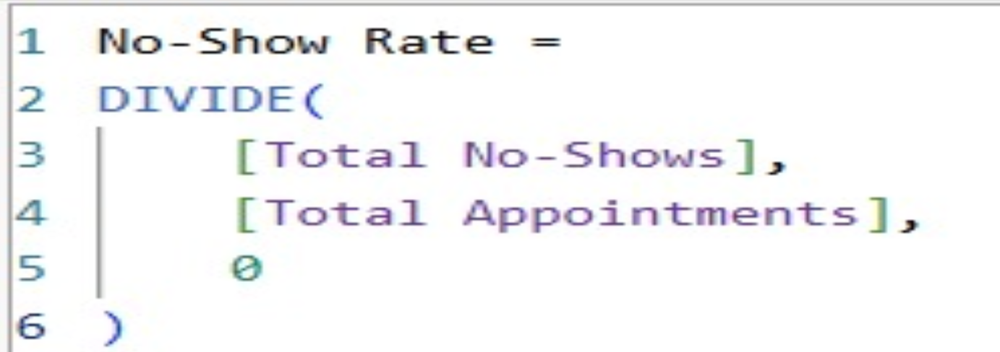 1 No-Show Rate =
2 DIVIDE(
3 [Total No-Shows],
4 [Total Appointments],
5 0
6 )